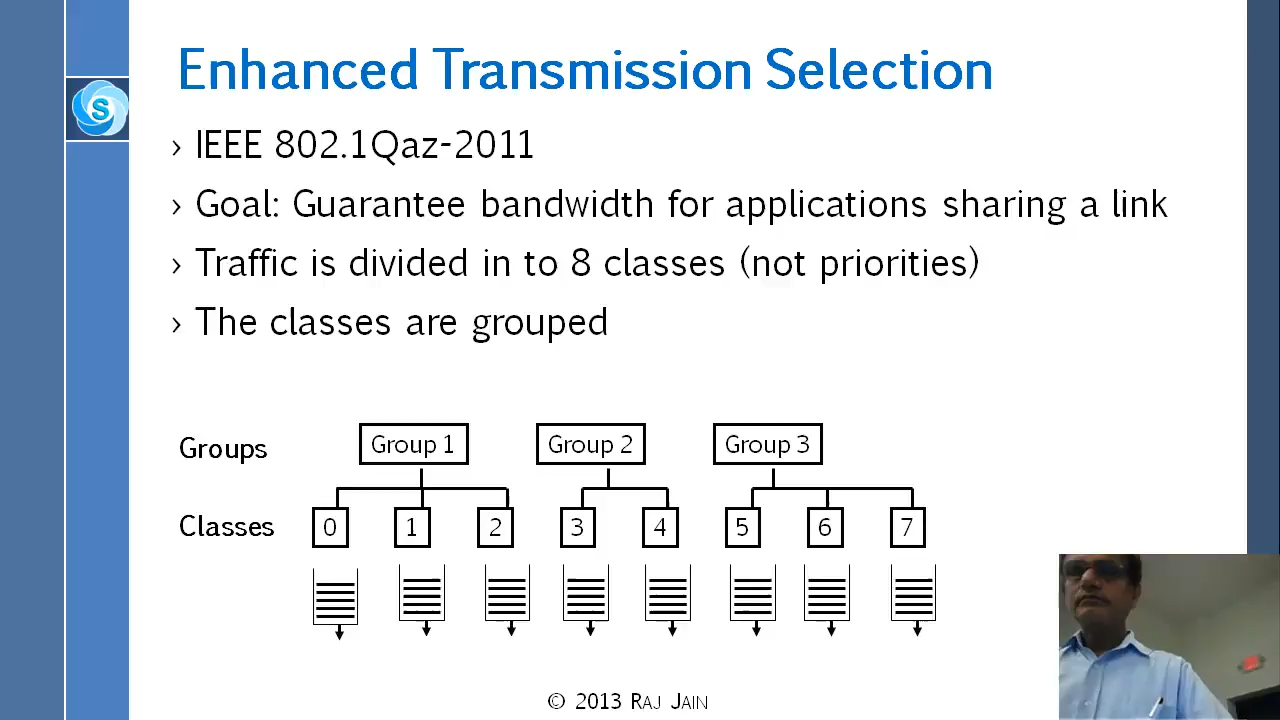 Enhanced Transmission Selection
S
› IEEE 802.1Qaz-2011
› Goal: Guarantee bandwidth for applications sharing a link
› Traffic is divided in to 8 classes (not priorities)
› The classes are grouped
Groups Group 1 Group 2 Group 3
Classes 0 1 2 3 4 5 6 7
© 2013 RAJ JAIN